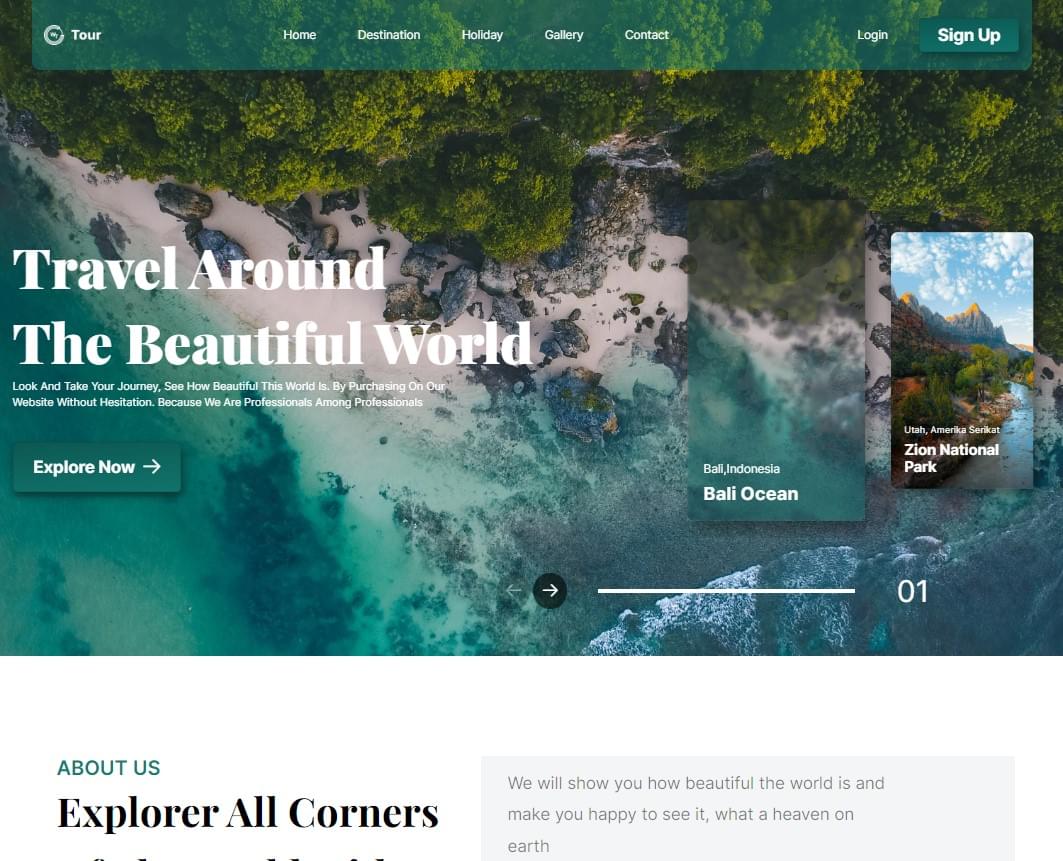 Tour
Home
Destination
Holiday
Gallery
Contact
Login
Sign Up
Travel Around
The Beautiful World
Look And Take Your Journey, See How Beautiful This World Is. By Purchasing On Our
Website Without Hesitation. Because We Are Professionals Among Professionals
Explore Now
Bali,Indonesia
Bali Ocean
Utah, Amerika Serikat
Zion National
Park
01
ABOUT US
Explorer All Corners
We will show you how beautiful the world is and
make you happy to see it, what a heaven on
earth